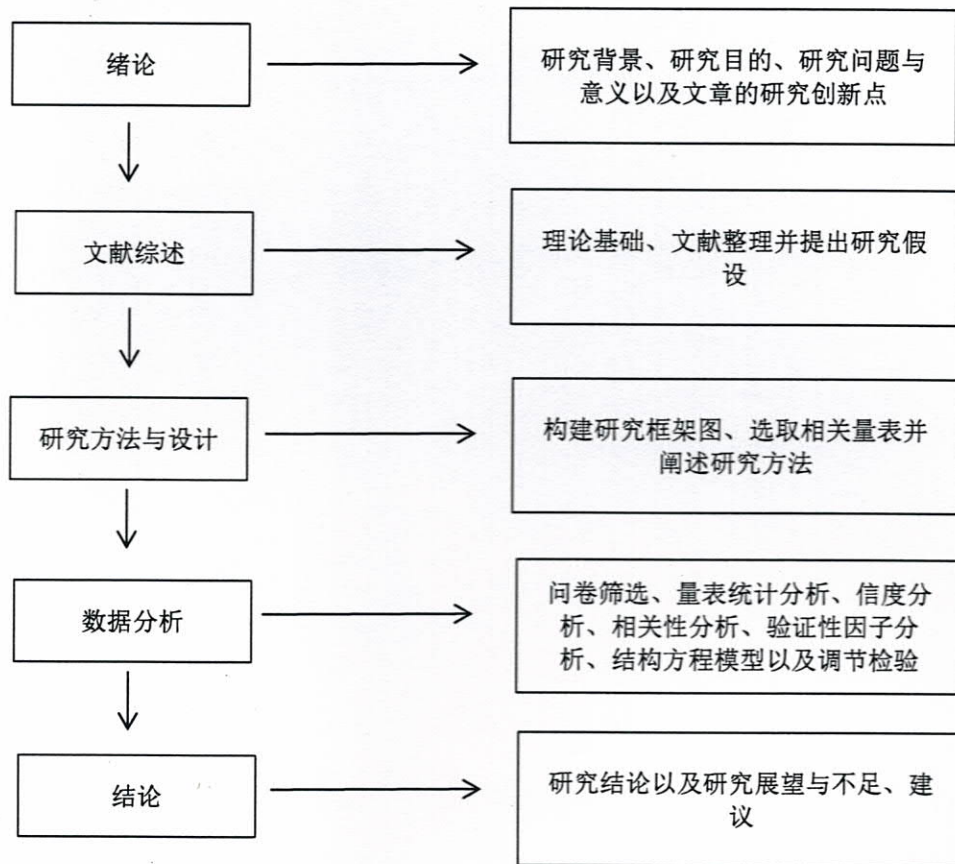 绪论
研究背景、研究目的、研究问题与
意义以及文章的研究创新点
文献综述
理论基础、文献整理并提出研究假
设
研究方法与设计
构建研究框架图、选取相关量表并
阐述研究方法
数据分析
问卷筛选、量表统计分析、信度分
析、相关性分析、验证性因子分
析、结构方程模型以及调节检验
结论
研究结论以及研究展望与不足、建
议